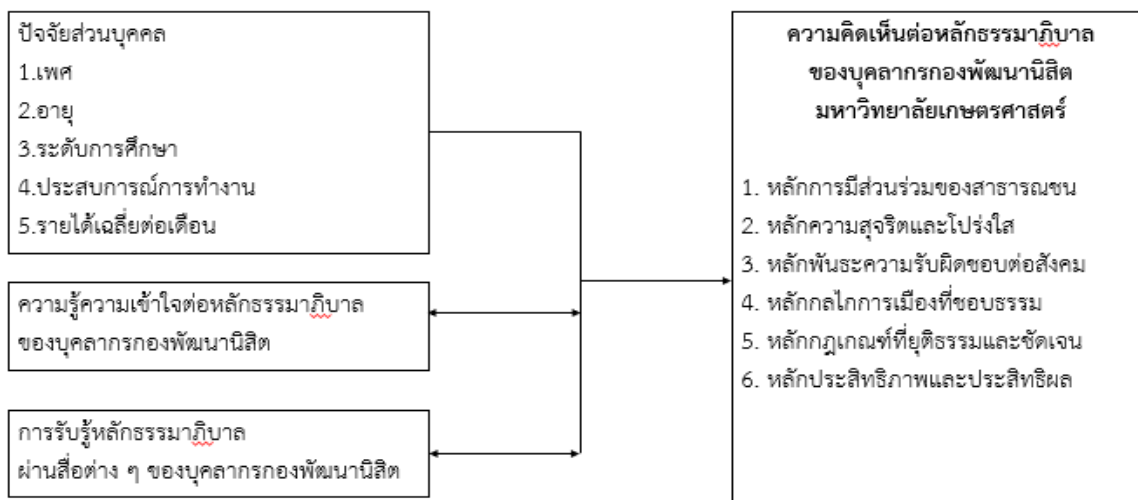 ปัจจัยส่วนบุคคล
1.เพศ
2.อายุ
3.ระดับการศึกษา
4.ประสบการณ์การทำงาน
5.รายได้เฉลี่ยต่อเดือน
ความรู้ความเข้าใจต่อหลักธรรมาภิบาล
ของบุคลากรกองพัฒนานิสิต
การรับรู้หลักธรรมาภิบาล
ผ่านสื่อต่าง ๆ ของบุคลากรกองพัฒนานิสิต
ความคิดเห็นต่อหลักธรรมาภิบาล
ของบุคลากรกองพัฒนานิสิต
มหาวิทยาลัยเกษตรศาสตร์
1. หลักการมีส่วนร่วมของสาธารณชน
2. หลักความสุจริตและโปร่งใส
3. หลักพันธะความรับผิดชอบต่อสังคม
4. หลักกลไกการเมืองที่ชอบธรรม
5. หลักกฎเกณฑ์ที่ยุติธรรมและชัดเจน
6. หลักประสิทธิภาพและประสิทธิผล